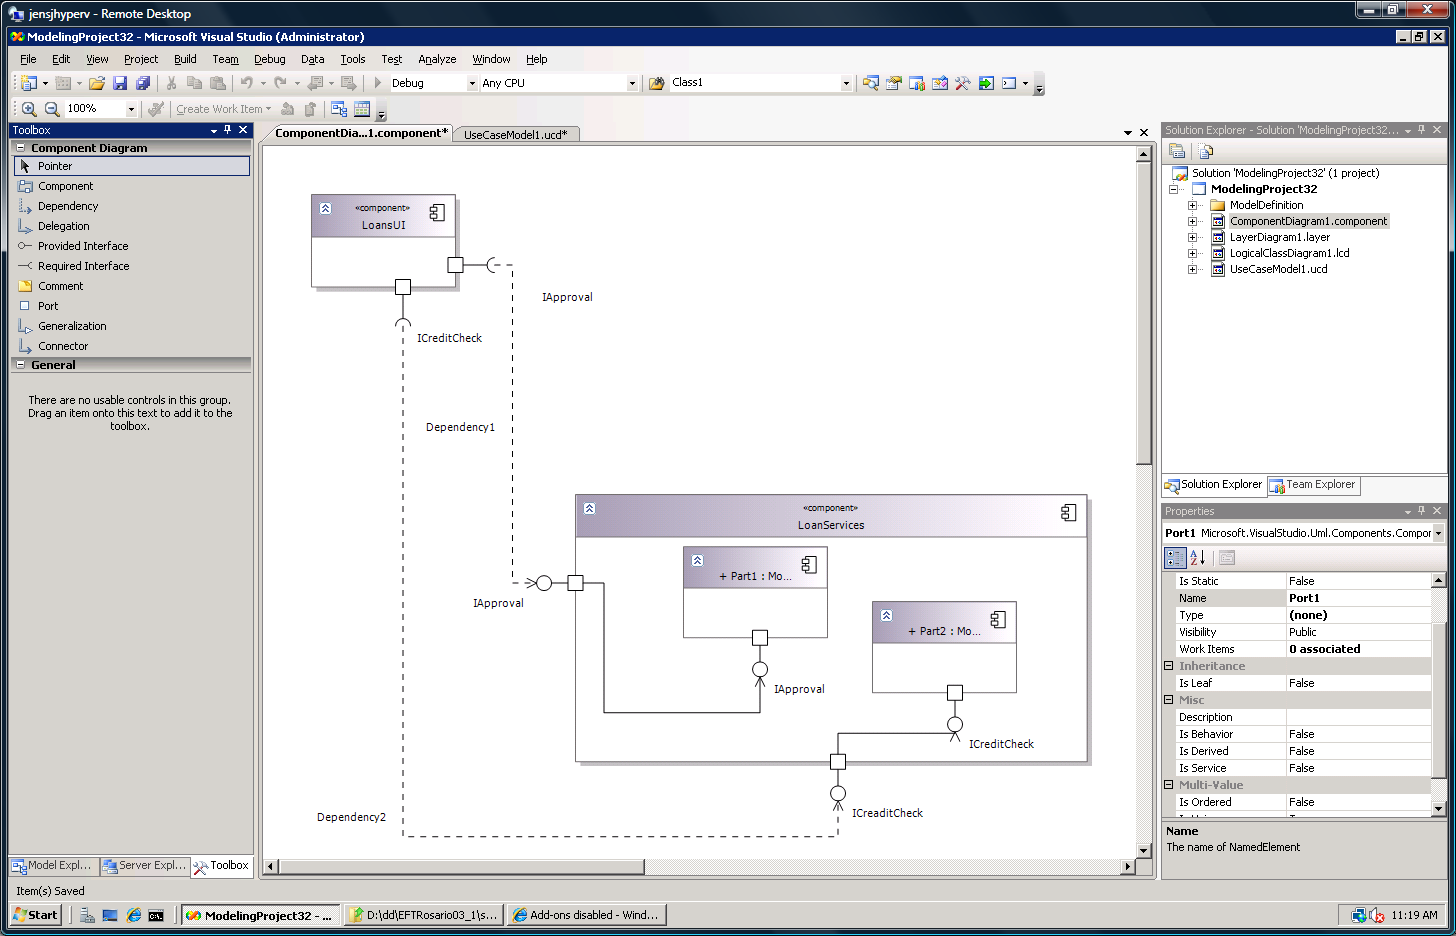 jensjhyperv - Remote Desktop
ModelingProject32 - Microsoft Visual Studio (Administrator)
File Edit View Project Build Team Debug Data Tools Test Analyze Window Help
Debug Any CPU Class1
100% Create Work Item
Toolbox
Component Diagram
Pointer
Component
Dependency
Delegation
Provided Interface
Required Interface
Comment
Port
Generalization
Connector
General
There are no usable controls in this group.
Drag an item onto this text to add it to the
toolbox.
Model Expl... Server Expl... Toolbox
ComponentDia...1.component* UseCaseModel1.ucd*
«component»
LoansUI
IApproval
ICreditCheck
Dependency1
«component»
LoanServices
+ Part1 : Mo...
IApproval
+ Part2 : Mo...
IApproval
ICreditCheck
ICreaditCheck
Dependency2
Solution Explorer - Solution 'ModelingProject32...
Solution 'ModelingProject32' (1 project)
ModelingProject32
ModelDefinition
ComponentDiagram1.component
LayerDiagram1.layer
LogicalClassDiagram1.lcd
UseCaseModel1.ucd
Solution Explorer Team Explorer
Properties
Port1 Microsoft.VisualStudio.Uml.Components.Compor
Is Static False
Name Port1
Type (none)
Visibility Public
Work Items 0 associated
Inheritance
Is Leaf False
Misc
Description
Is Behavior False
Is Derived False
Is Service False
Multi-Value
Is Ordered False
Name
The name of NamedElement
Item(s) Saved
Start ModelingProject32 - ... D:\dd\EFTRosario03_1\s... Add-ons disabled - Wind... 11:19 AM